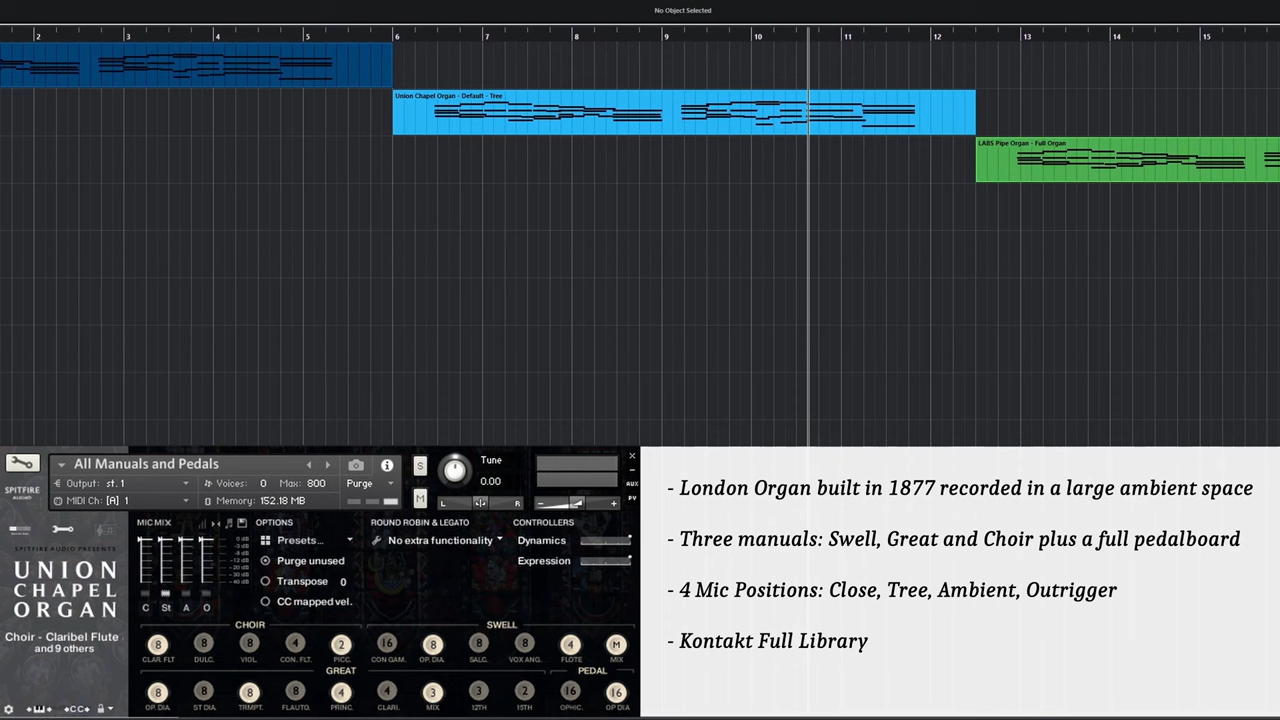 No Object Selected
2 3 4 5 6 7 8 9 10 11 12 13 14 15
Union Chapel Organ - Default - Tree
LABS Pipe Organ - Full Organ
All Manuals and Pedals
Output: st.1 Voices: 0 Max: 800 Purge
MIDI Ch: [A] 1 Memory: 152.18 MB
S
M
Tune
0.00
L R - +
AUX
PV
SPITFIRE
AUDIO
SPITFIRE AUDIO PRESENTS
UNION
CHAPEL
ORGAN
Choir - Claribel Flute
and 9 others
CC
MIC MIX
C St A O
OPTIONS
Presets...
Purge unused
Transpose 0
CC mapped vel.
ROUND ROBIN & LEGATO
No extra functionality
CONTROLLERS
Dynamics
Expression
CHOIR
8 8 8 4 2
CLAR. FLT DULC. VIOL. CON. FLT. PICC.
SWELL
16 8 8 8 4 M
CON GAM. OP. DIA. SALC. VOX ANG. FLOTE MIX
GREAT
8 8 8 8 4 4 3 3 2
OP. DIA. ST DIA. TRMPT. FLAUTO. PRINC. CLARI. MIX 12TH 15TH
PEDAL
16 16
OPHIC. OP DIA
- London Organ built in 1877 recorded in a large ambient space
- Three manuals: Swell, Great and Choir plus a full pedalboard
- 4 Mic Positions: Close, Tree, Ambient, Outrigger
- Kontakt Full Library